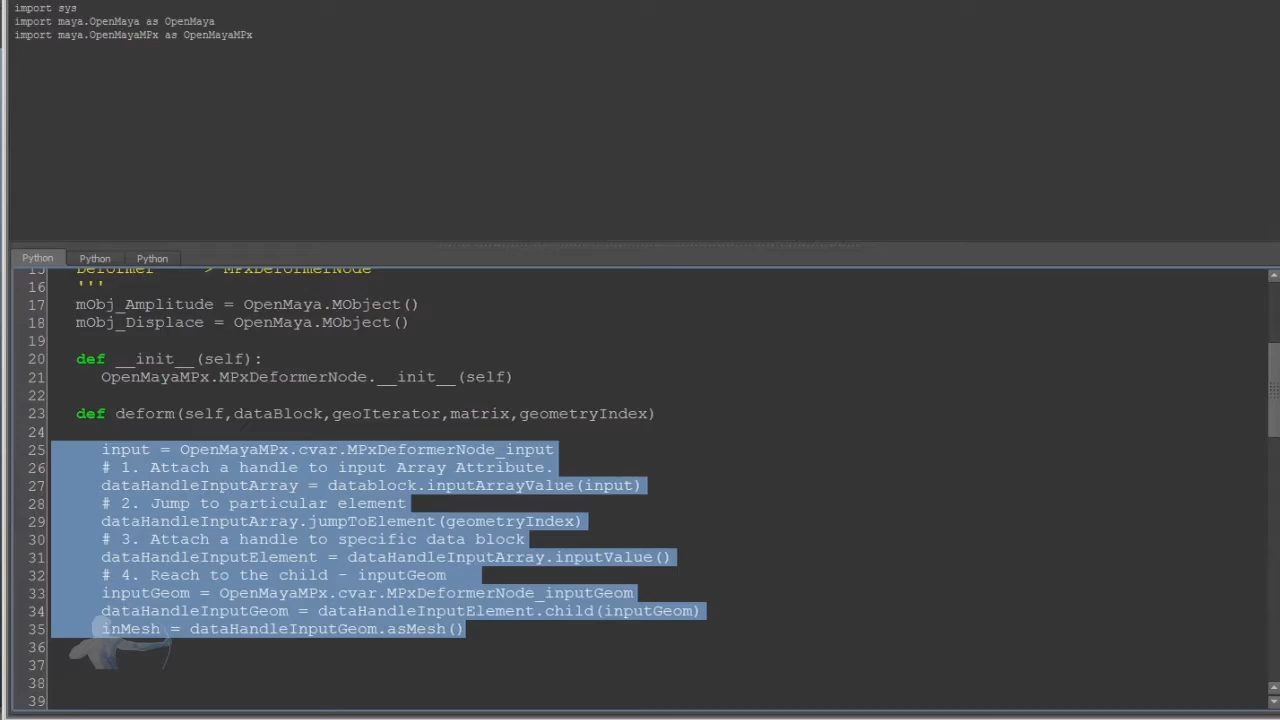 import sys
import maya.OpenMaya as OpenMaya
import maya.OpenMayaMPx as OpenMayaMPx
Python Python Python
15 Deformer > MPxDeformerNode
16 '''
17 mObj_Amplitude = OpenMaya.MObject()
18 mObj_Displace = OpenMaya.MObject()
19
20 def __init__(self):
21 OpenMayaMPx.MPxDeformerNode.__init__(self)
22
23 def deform(self,dataBlock,geoIterator,matrix,geometryIndex)
24
25 input = OpenMayaMPx.cvar.MPxDeformerNode_input
26 # 1. Attach a handle to input Array Attribute.
27 dataHandleInputArray = datablock.inputArrayValue(input)
28 # 2. Jump to particular element
29 dataHandleInputArray.jumpToElement(geometryIndex)
30 # 3. Attach a handle to specific data block
31 dataHandleInputElement = dataHandleInputArray.inputValue()
32 # 4. Reach to the child - inputGeom
33 inputGeom = OpenMayaMPx.cvar.MPxDeformerNode_inputGeom
34 dataHandleInputGeom = dataHandleInputElement.child(inputGeom)
35 inMesh = dataHandleInputGeom.asMesh()
36
37
38
39